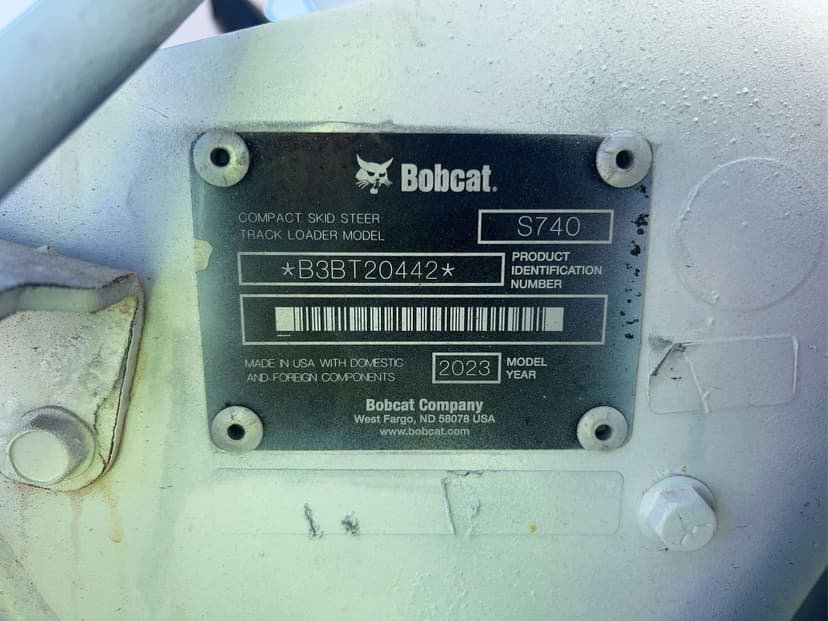 Bobcat.
COMPACT SKID STEER
TRACK LOADER MODEL
S740
*B3BT20442*
PRODUCT
IDENTIFICATION
NUMBER
MADE IN USA WITH DOMESTIC
AND FOREIGN COMPONENTS
2023
MODEL
YEAR
Bobcat Company
West Fargo, ND 58078 USA
www.bobcat.com